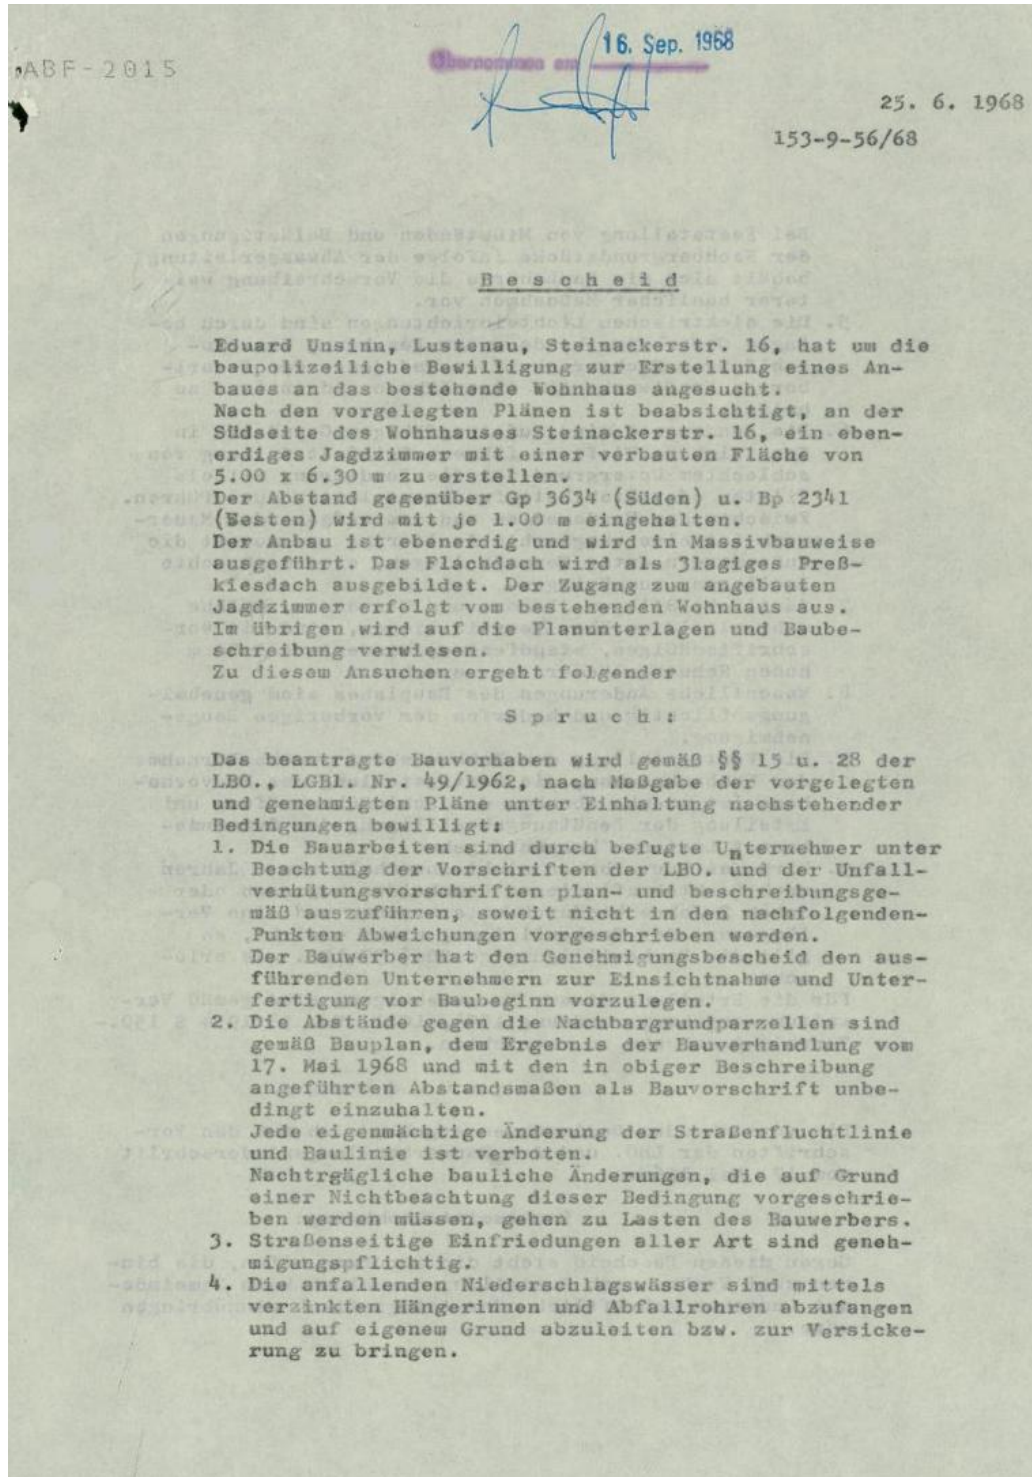 ABF-2015
16. Sep. 1968
Übernommen am
25. 6. 1968
153-9-56/68
Bescheid
Eduard Unsinn, Lustenau, Steinackerstr. 16, hat um die
baupolizeiliche Bewilligung zur Erstellung eines An-
baues an das bestehende Wohnhaus angesucht.
Nach den vorgelegten Plänen ist beabsichtigt, an der
Südseite des Wohnhauses Steinackerstr. 16, ein eben-
erdiges Jagdzimmer mit einer verbauten Fläche von
5.00 x 6.30 m zu erstellen.
Der Abstand gegenüber Gp 3634 (Süden) u. Bp 2341
(Westen) wird mit je 1.00 m eingehalten.
Der Anbau ist ebenerdig und wird in Massivbauweise
ausgeführt. Das Flachdach wird als 3lagiges Preß-
kiesdach ausgebildet. Der Zugang zum angebauten
Jagdzimmer erfolgt vom bestehenden Wohnhaus aus.
Im übrigen wird auf die Planunterlagen und Baube-
schreibung verwiesen.
Zu diesem Ansuchen ergeht folgender
Spruch:
Das beantragte Bauvorhaben wird gemäß §§ 15 u. 28 der
LBO., LGBl. Nr. 49/1962, nach Maßgabe der vorgelegten
und genehmigten Pläne unter Einhaltung nachstehender
Bedingungen bewilligt:
1. Die Bauarbeiten sind durch befugte Unternehmer unter
Beachtung der Vorschriften der LBO. und der Unfall-
verhütungsvorschriften plan- und beschreibungsge-
mäß auszuführen, soweit nicht in den nachfolgenden-
Punkten Abweichungen vorgeschrieben werden.
Der Bauwerber hat den Genehmigungsbescheid den aus-
führenden Unternehmern zur Einsichtnahme und Unter-
fertigung vor Baubeginn vorzulegen.
2. Die Abstände gegen die Nachbargrundparzellen sind
gemäß Bauplan, dem Ergebnis der Bauverhandlung vom
17. Mai 1968 und mit den in obiger Beschreibung
angeführten Abstandsmaßen als Bauvorschrift unbe-
dingt einzuhalten.
Jede eigenmächtige Änderung der Straßenfluchtlinie
und Baulinie ist verboten.
Nachtrgägliche bauliche Änderungen, die auf Grund
einer Nichtbeachtung dieser Bedingung vorgeschrie-
ben werden müssen, gehen zu Lasten des Bauwerbers.
3. Straßenseitige Einfriedungen aller Art sind geneh-
migungspflichtig.
4. Die anfallenden Niederschlagswässer sind mittels
verzinkten Hängerinnen und Abfallrohren abzufangen
und auf eigenem Grund abzuleiten bzw. zur Versicke-
rung zu bringen.